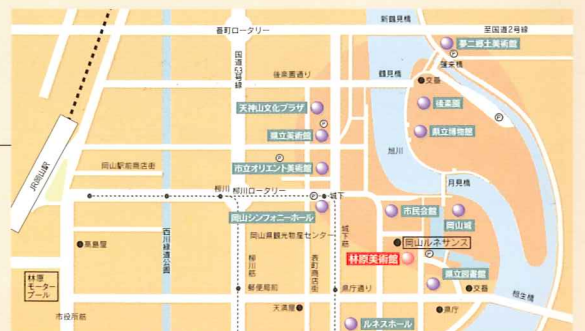 新鶴見橋
至国道2号線
番町ロータリー
夢二郷土美術館
蓬莱橋
国道53号線
鶴見橋
後楽園通り
交番
後楽園
天神山文化プラザ
県立美術館
県立博物館
旭川
JR岡山駅
岡山駅前商店街
市立オリエント美術館
月見橋
柳川
柳川ロータリー
城下
市民会館
岡山城
岡山シンフォニーホール
西川緑道公園
岡山県観光物産センター
城下筋
岡山ルネサンス
高島屋
林原美術館
県立図書館
林原
モーター
プール
柳川筋
表町商店街
郵便局前
県庁通り
交番
相生橋
天満屋
県庁
市役所筋
ルネスホール
P
P
P
P
P
P